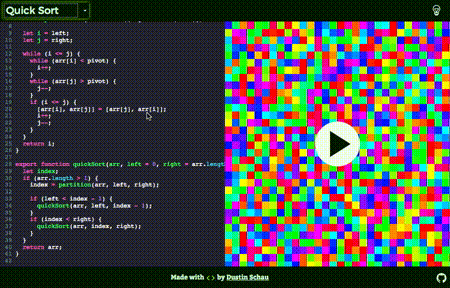 Quick Sort
8
9 let i = left;
10 let j = right;
11
12 while (i <= j) {
13 while (arr[i] < pivot) {
14 i++;
15 }
16 while (arr[j] > pivot) {
17 j--;
18 }
19 if (i <= j) {
20 [arr[i], arr[j]] = [arr[j], arr[i]];
21 i++;
22 j--;
23 }
24 }
25 return i;
26 }
27
28 export function quickSort(arr, left = 0, right = arr.leng
29 let index;
30 if (arr.length > 1) {
31 index = partition(arr, left, right);
32
33 if (left < index - 1) {
34 quickSort(arr, left, index - 1);
35 }
36 if (index < right) {
37 quickSort(arr, index, right);
38 }
39 }
40 return arr;
41 }
42
Made with <> by Dustin Schau